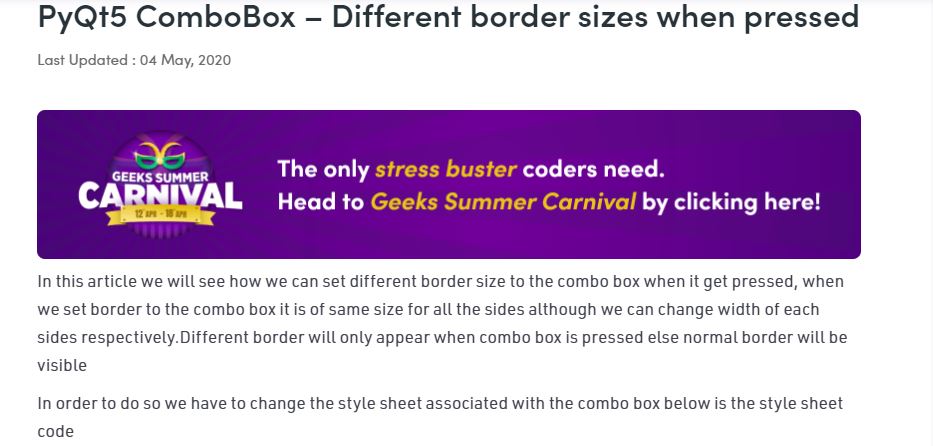 PyQt5 ComboBox – Different border sizes when pressed
Last Updated : 04 May, 2020
GEEKS SUMMER
CARNIVAL
12 APR - 18 APR
The only stress buster coders need.
Head to Geeks Summer Carnival by clicking here!
In this article we will see how we can set different border size to the combo box when it get pressed, when
we set border to the combo box it is of same size for all the sides although we can change width of each
sides respectively.Different border will only appear when combo box is pressed else normal border will be
visible
In order to do so we have to change the style sheet associated with the combo box below is the style sheet
code